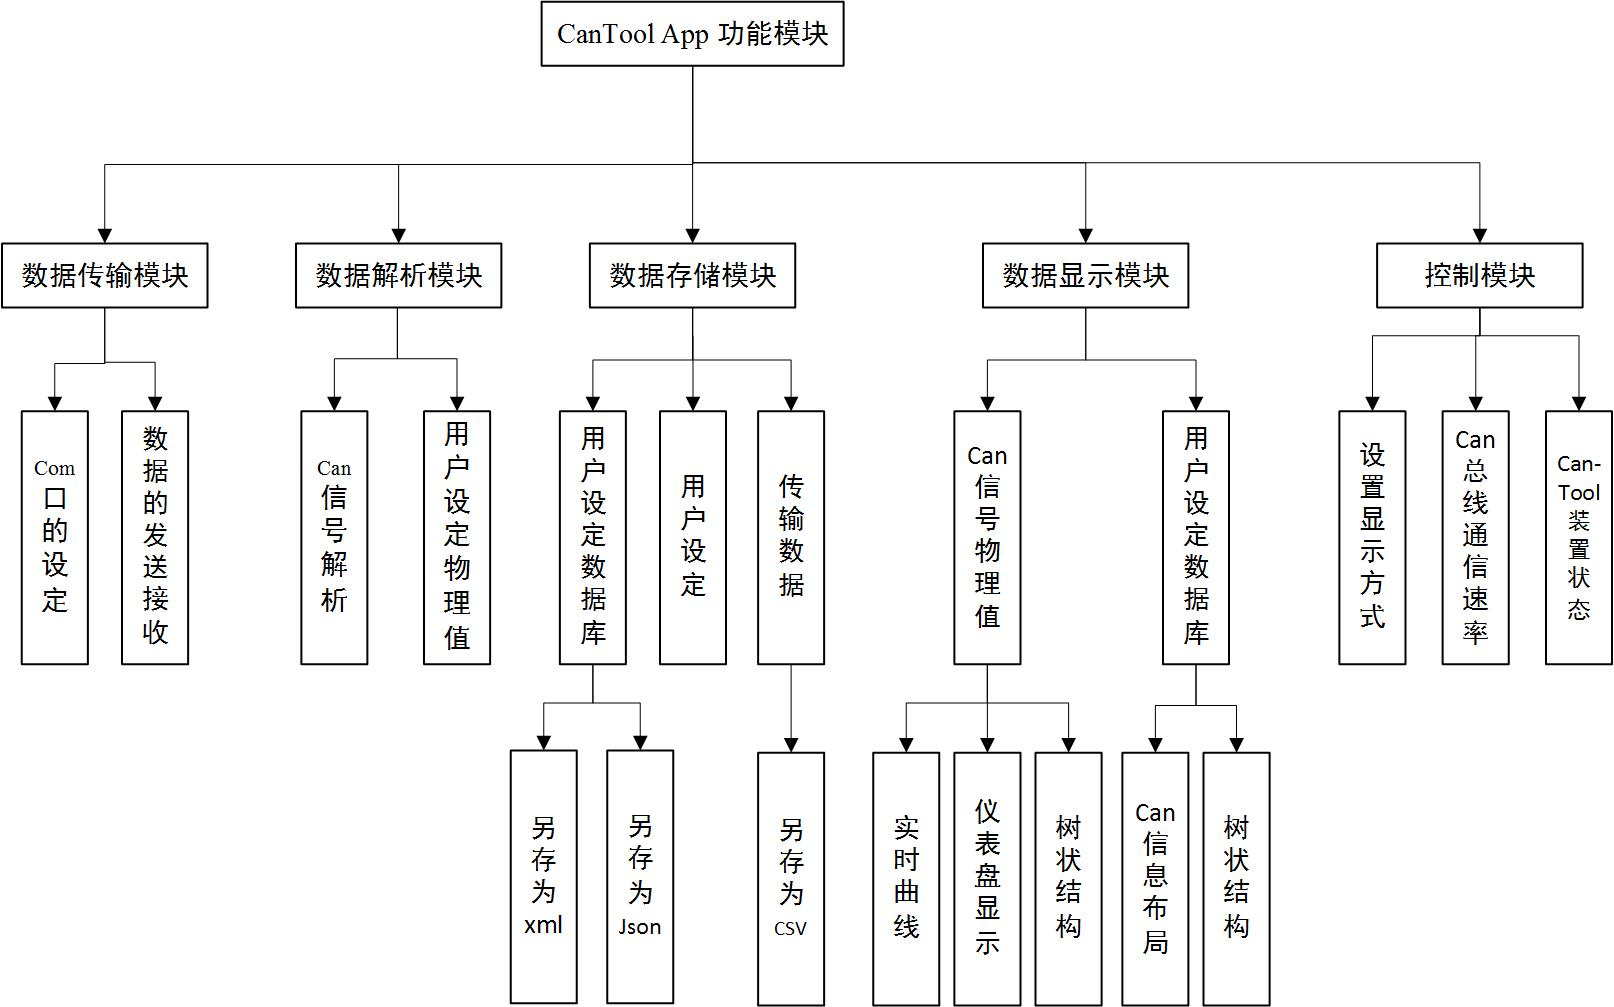 CanTool App 功能模块
数据传输模块
数据解析模块
数据存储模块
数据显示模块
控制模块
Com口的设定
数据的发送接收
Can信号解析
用户设定物理值
用户设定数据库
用户设定
传输数据
Can信号物理值
用户设定数据库
设置显示方式
Can总线通信速率
Can-Tool装置状态
另存为xml
另存为Json
另存为CSV
实时曲线
仪表盘显示
树状结构
Can信息布局
树状结构